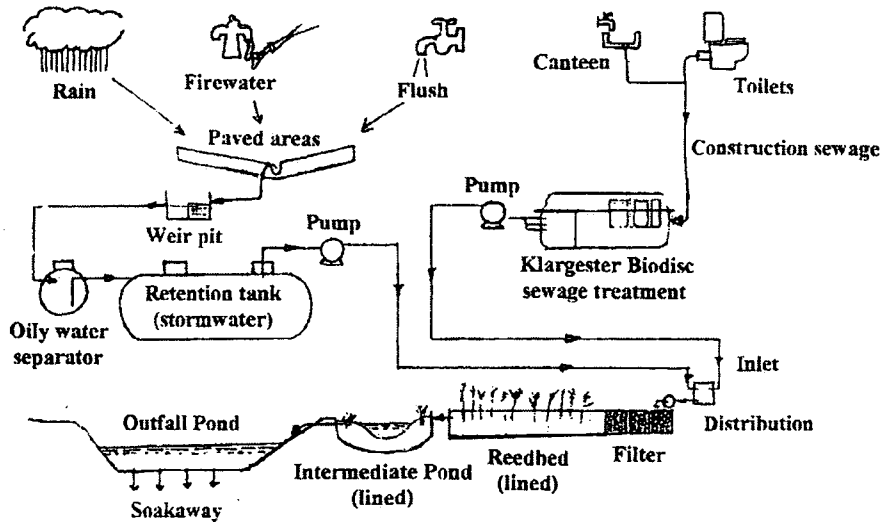 Rain
Firewater
Flush
Canteen
Toilets
Paved areas
Construction sewage
Weir pit
Pump
Pump
Klargester Biodisc
sewage treatment
Retention tank
(stormwater)
Oily water
separator
Inlet
Distribution
Outfall Pond
Intermediate Pond
(lined)
Reedbed
(lined)
Filter
Soakaway